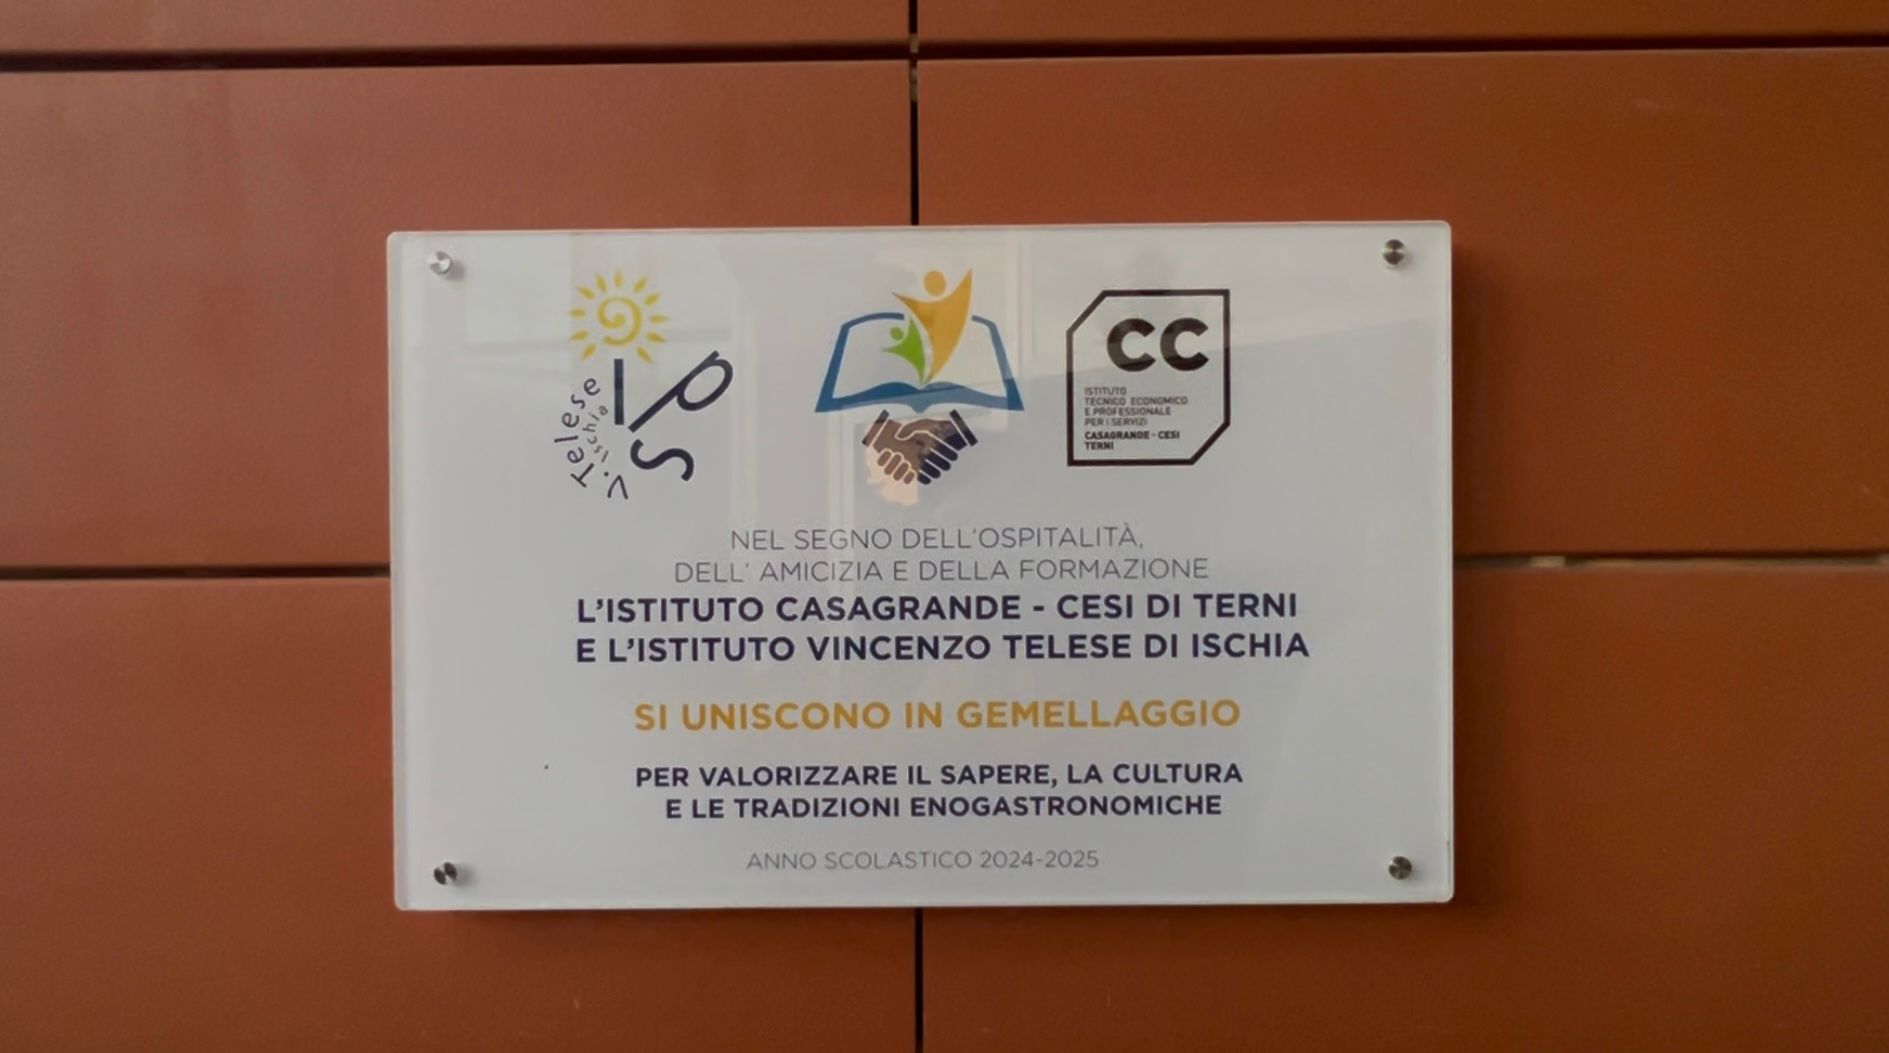 V. Telese
Ischia
IPS
CC
ISTITUTO
TECNICO ECONOMICO
E PROFESSIONALE
PER I SERVIZI
CASAGRANDE - CESI
TERNI
NEL SEGNO DELL'OSPITALITÀ,
DELL' AMICIZIA E DELLA FORMAZIONE
L'ISTITUTO CASAGRANDE - CESI DI TERNI
E L'ISTITUTO VINCENZO TELESE DI ISCHIA
SI UNISCONO IN GEMELLAGGIO
PER VALORIZZARE IL SAPERE, LA CULTURA
E LE TRADIZIONI ENOGASTRONOMICHE
ANNO SCOLASTICO 2024-2025